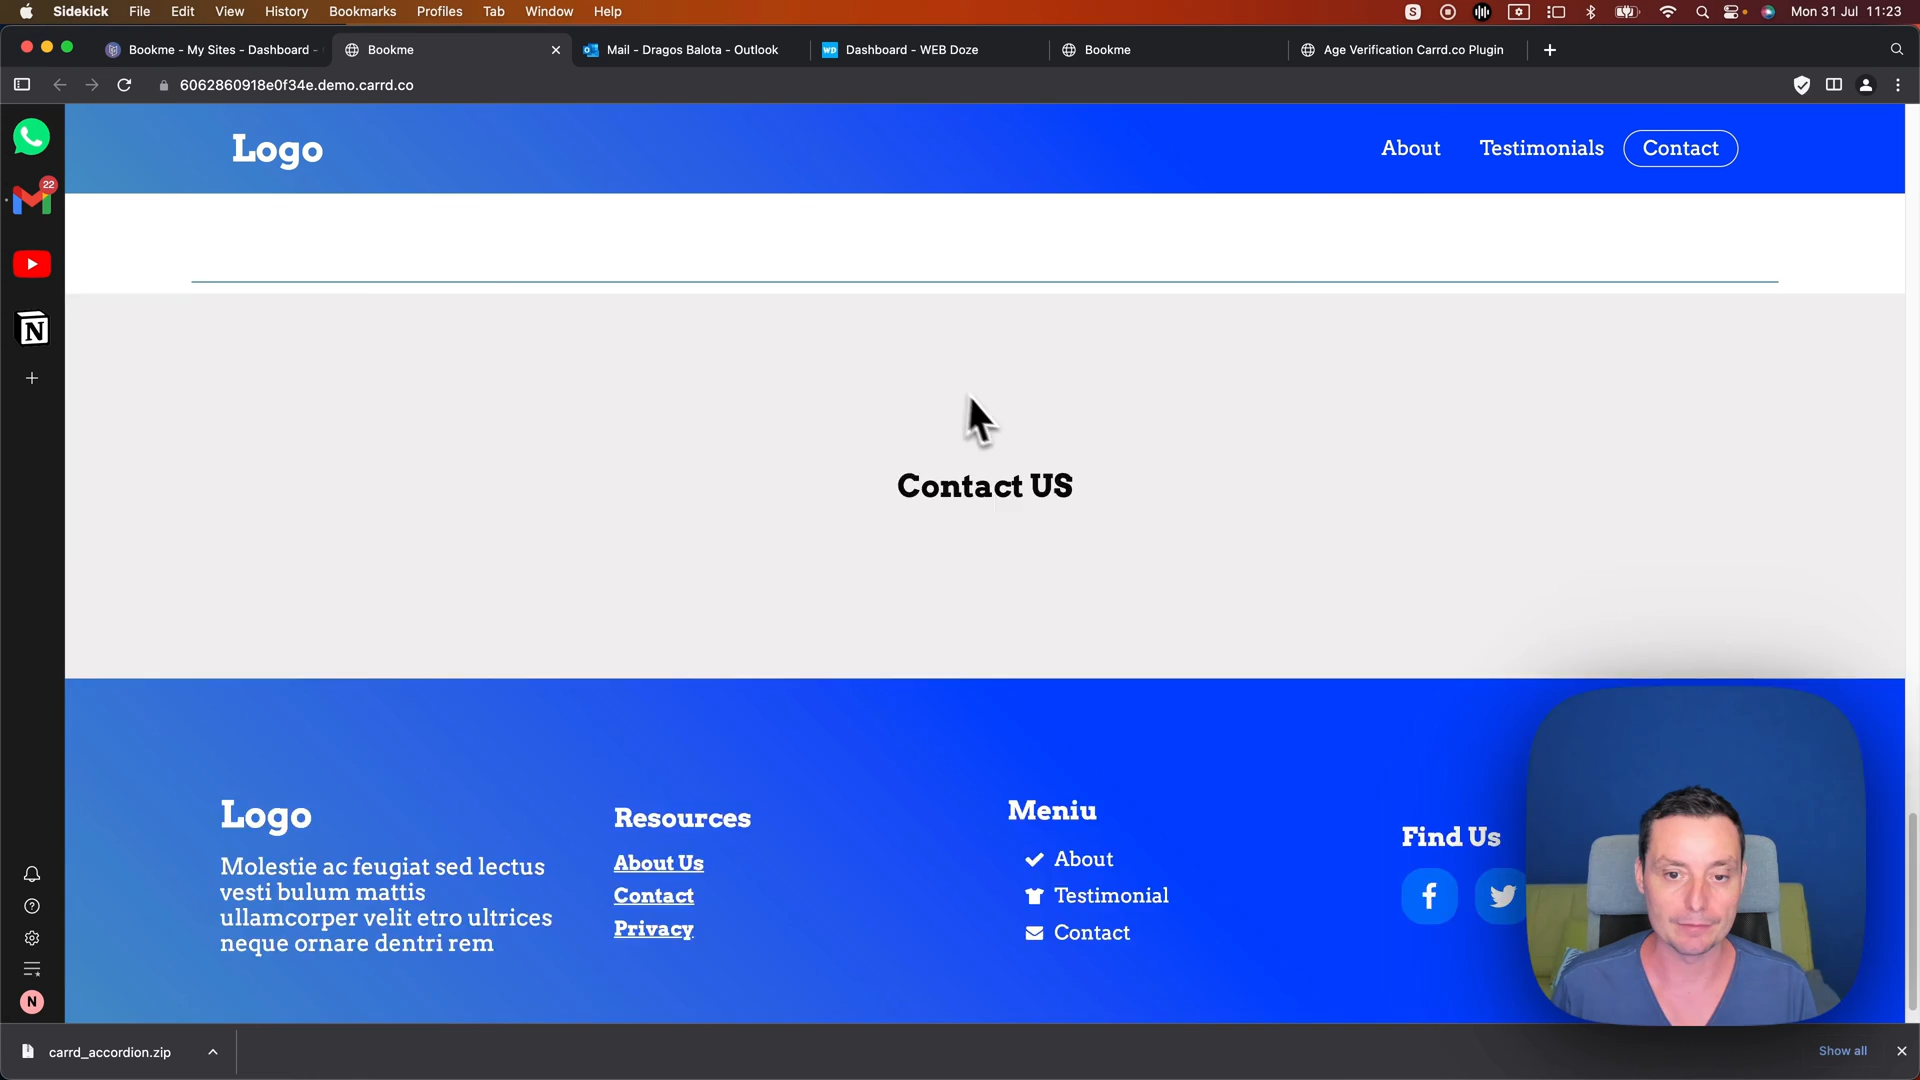 Sidekick File Edit View History Bookmarks Profiles Tab Window Help S Mon 31 Jul 11:23
Bookme - My Sites - Dashboard - Bookme Mail - Dragos Balota - Outlook WD Dashboard - WEB Doze Bookme Age Verification Carrd.co Plugin
6062860918e0f34e.demo.carrd.co
22
N
Logo About Testimonials Contact
Contact US
Logo
Molestie ac feugiat sed lectus
vesti bulum mattis
ullamcorper velit etro ultrices
neque ornare dentri rem
Resources
About Us
Contact
Privacy
Meniu
About
Testimonial
Contact
Find Us
N
carrd_accordion.zip Show all